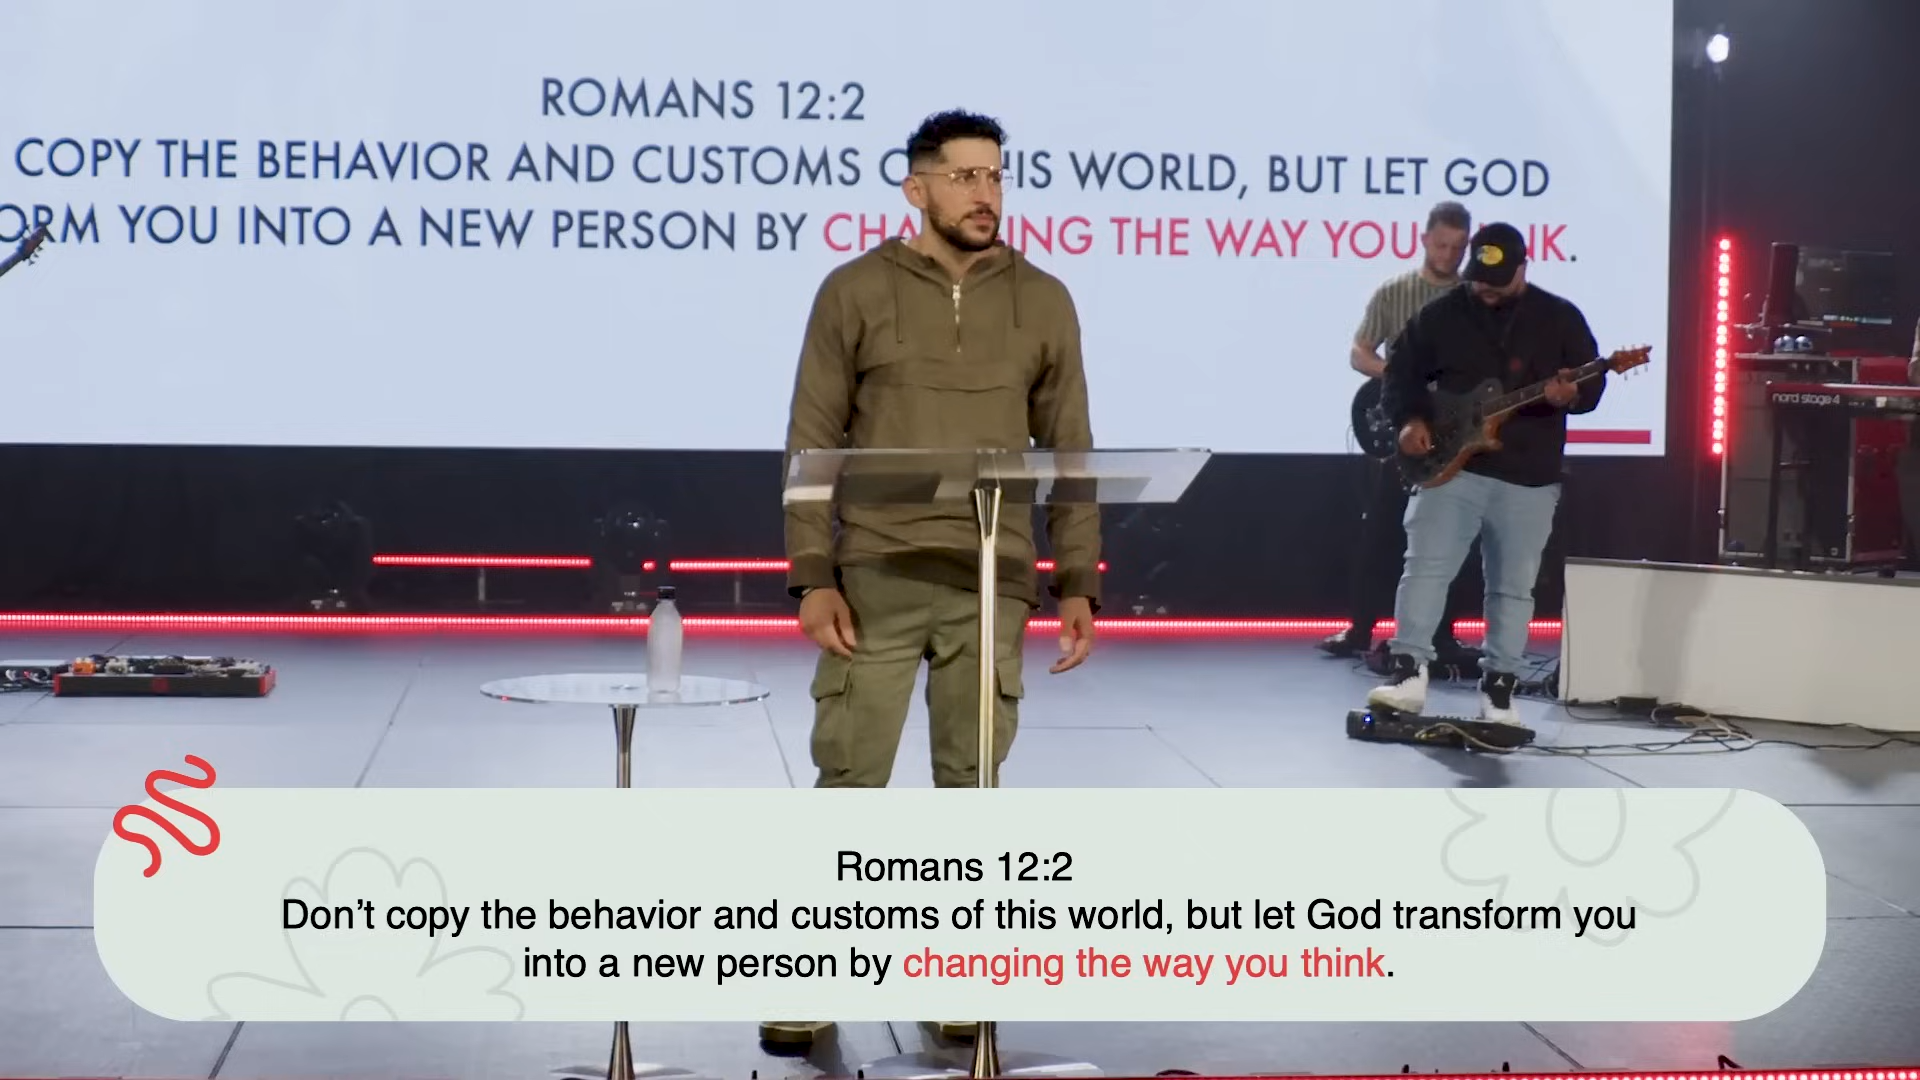 ROMANS 12:2
COPY THE BEHAVIOR AND CUSTOMS HIS WORLD, BUT LET GOD
YOU INTO A NEW PERSON BY THE WAY YOU
nord stage 4
Romans 12:2
Don’t copy the behavior and customs of this world, but let God transform you
into a new person by changing the way you think.